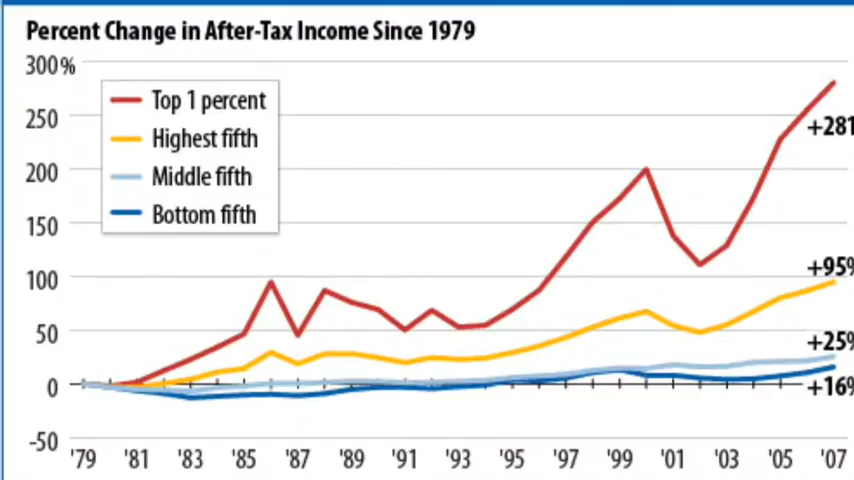 Percent Change in After-Tax Income Since 1979
300%
Top 1 percent
250
+281
Highest fifth
200
Middle fifth
150
Bottom fifth
100
+95%
50
+25%
0
+16%
-50
'79 '81 '83 '85 '87 '89 '91 '93 '95 '97 '99 '01 '03 '05 '07